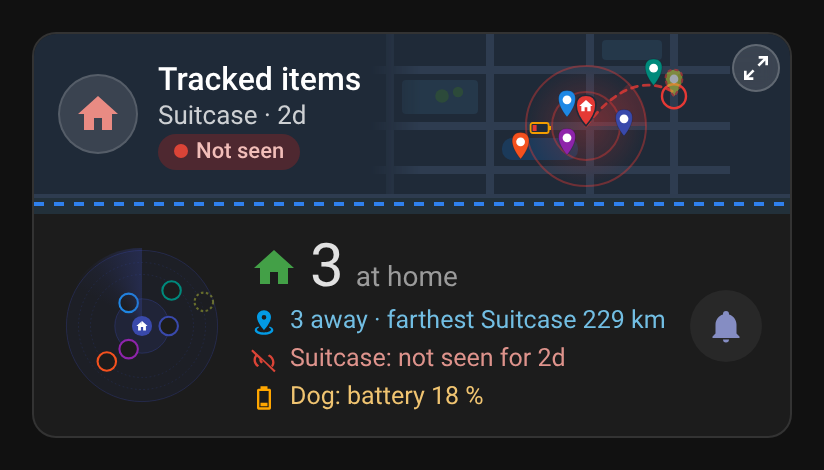 Tracked items
Suitcase · 2d
Not seen
3 at home
3 away · farthest Suitcase 229 km
Suitcase: not seen for 2d
Dog: battery 18 %